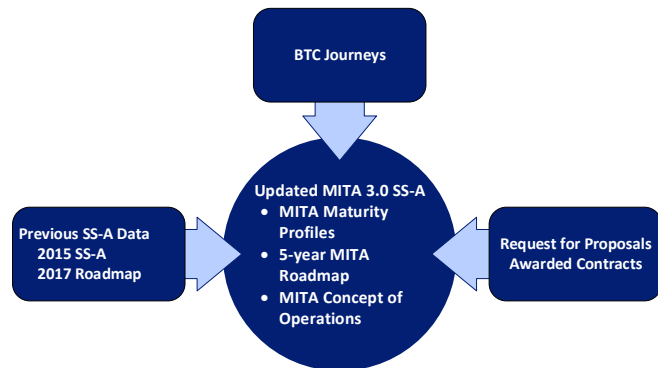 BTC Journeys
Previous SS-A Data
2015 SS-A
2017 Roadmap
Updated MITA 3.0 SS-A
• MITA Maturity
Profiles
• 5-year MITA
Roadmap
• MITA Concept of
Operations
Request for Proposals
Awarded Contracts